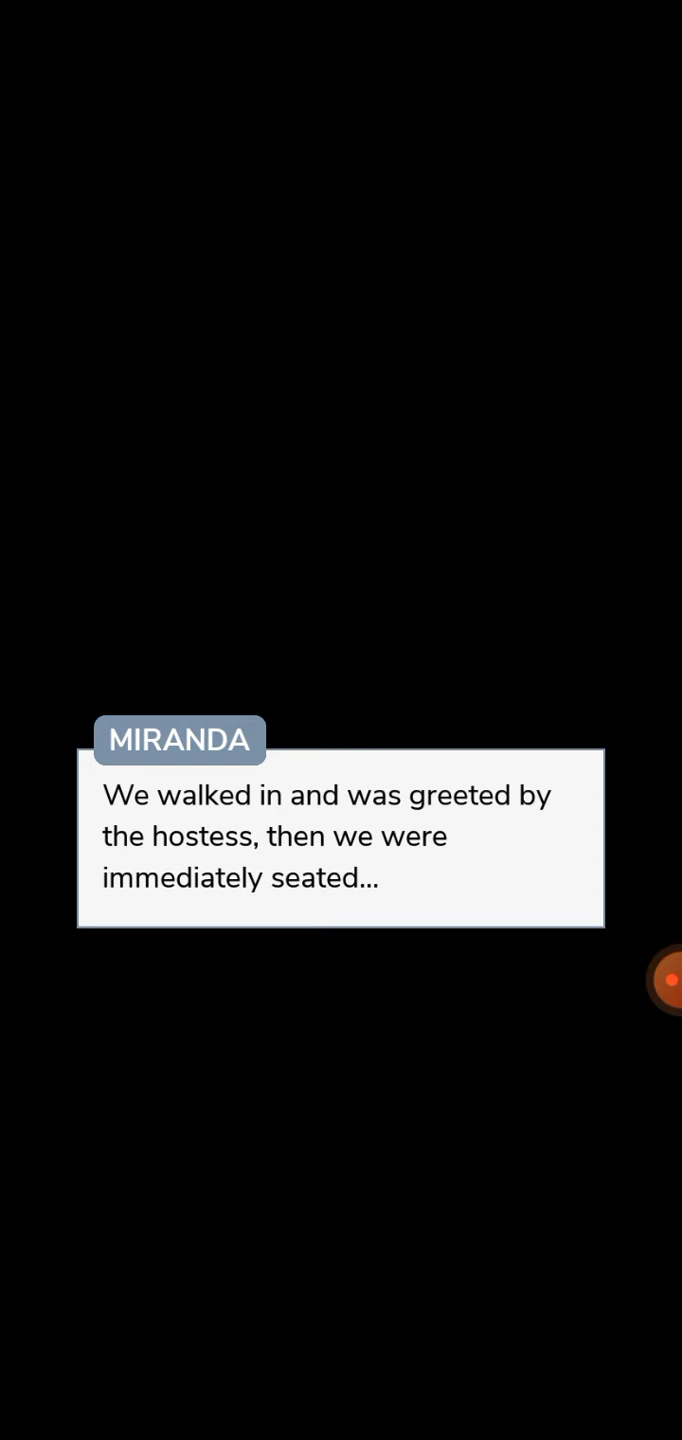 MIRANDA
We walked in and was greeted by
the hostess, then we were
immediately seated...